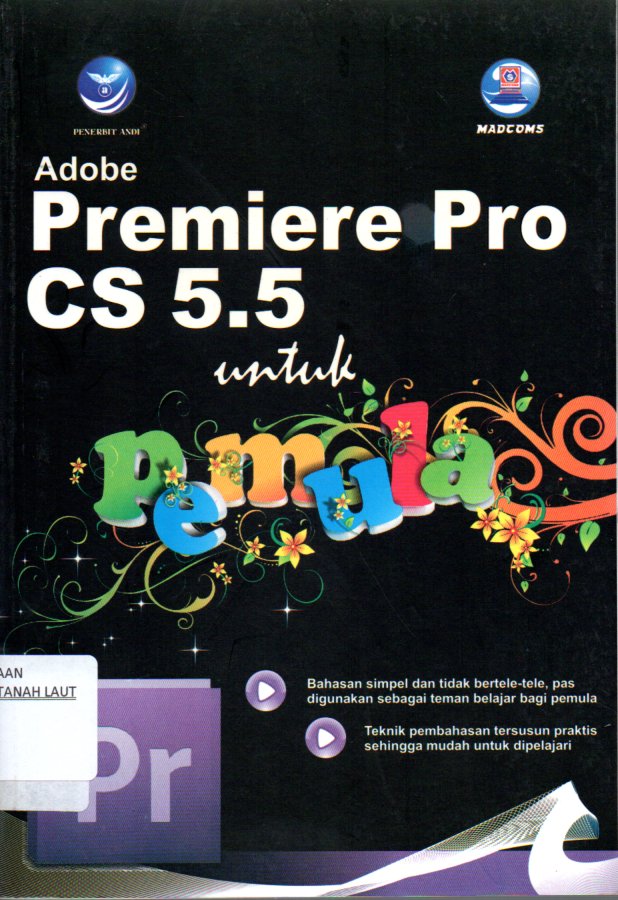 PENERBIT ANDI
MADCOMS
Adobe
Premiere Pro
CS 5.5
untuk
pemula
Bahasan simpel dan tidak bertele-tele, pas
digunakan sebagai teman belajar bagi pemula
Teknik pembahasan tersusun praktis
sehingga mudah untuk dipelajari
AAN
TANAH LAUT
Pr